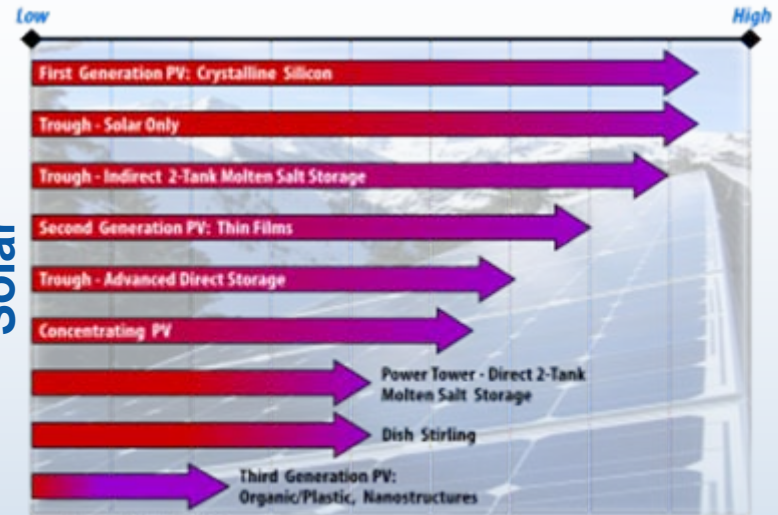 Low
High
Solar
First Generation PV: Crystalline Silicon
Trough - Solar Only
Trough - Indirect 2-Tank Molten Salt Storage
Second Generation PV: Thin Films
Trough - Advanced Direct Storage
Concentrating PV
Power Tower - Direct 2-Tank
Molten Salt Storage
Dish Stirling
Third Generation PV:
Organic/Plastic, Nanostructures